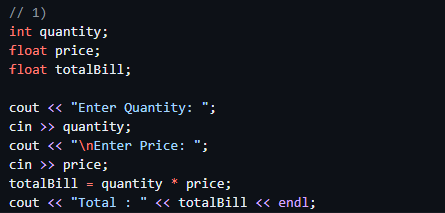 // 1)
int quantity;
float price;
float totalBill;
cout << "Enter Quantity: ";
cin >> quantity;
cout << "\nEnter Price: ";
cin >> price;
totalBill = quantity * price;
cout << "Total : " << totalBill << endl;